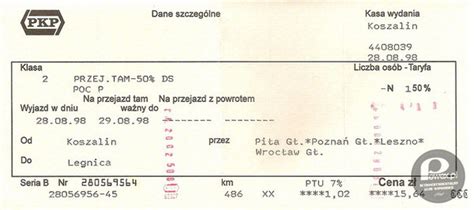 PKP
Dane szczególne
Kasa wydania
Koszalin
4408039
28.08.98
Klasa
Liczba osób -Taryfa
2 PRZEJ.TAM-50% DS
POC P
-N 150%
Na przejazd tam Na przejazd z powrotem
Wyjazd w dniu ważny do
28.08.98 29.08.98 -------- --------
Od
Koszalin
przez
Piła Gł.*Poznań Gł.*Leszno*
Wrocław Gł.
Do
Legnica
Seria B Nr 280569564
km
PTU 7%
Cena zł
28056956-45 486 XX ****1,02 ****15,64